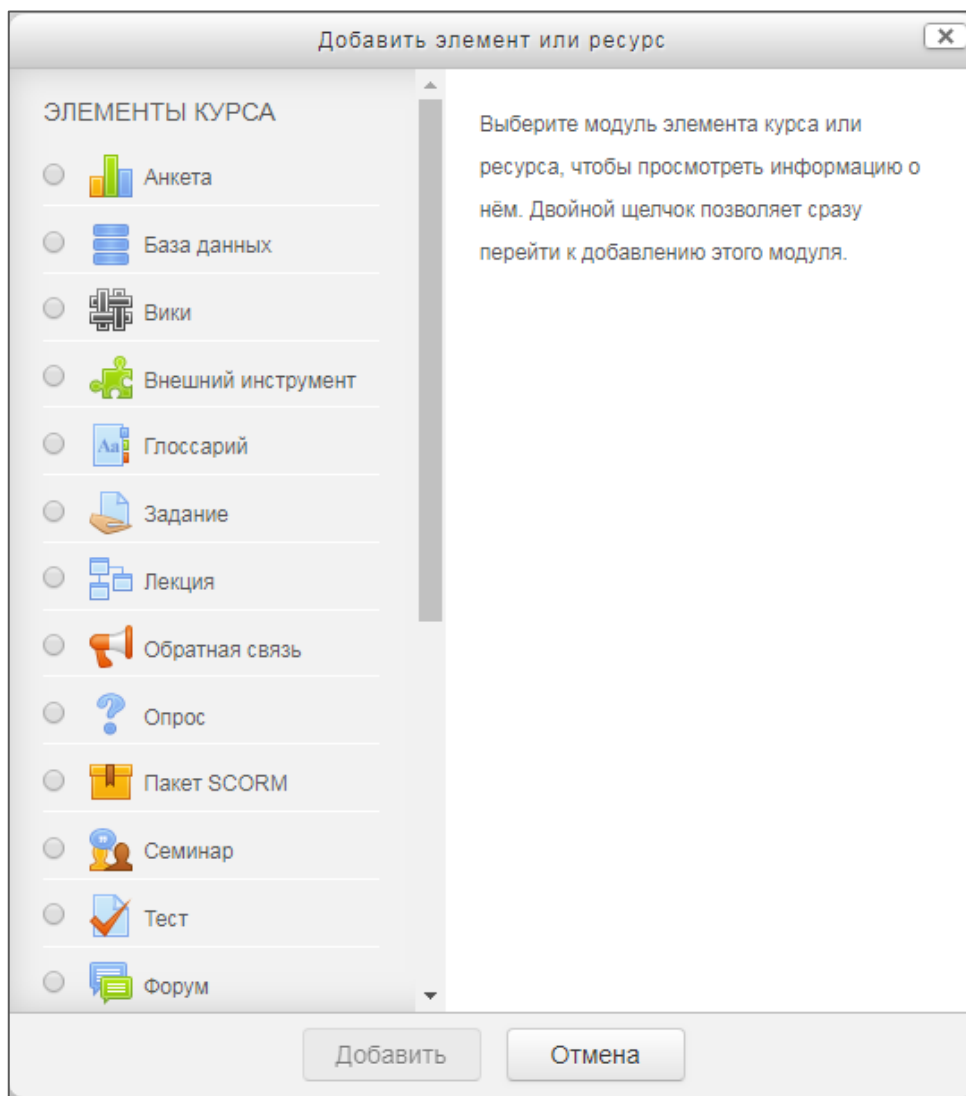 Добавить элемент или ресурс
ЭЛЕМЕНТЫ КУРСА
Анкета
База данных
Вики
Внешний инструмент
Aa
Глоссарий
Задание
Лекция
Обратная связь
Опрос
Пакет SCORM
Семинар
Тест
Форум
Выберите модуль элемента курса или
ресурса, чтобы просмотреть информацию о
нём. Двойной щелчок позволяет сразу
перейти к добавлению этого модуля.
Добавить
Отмена